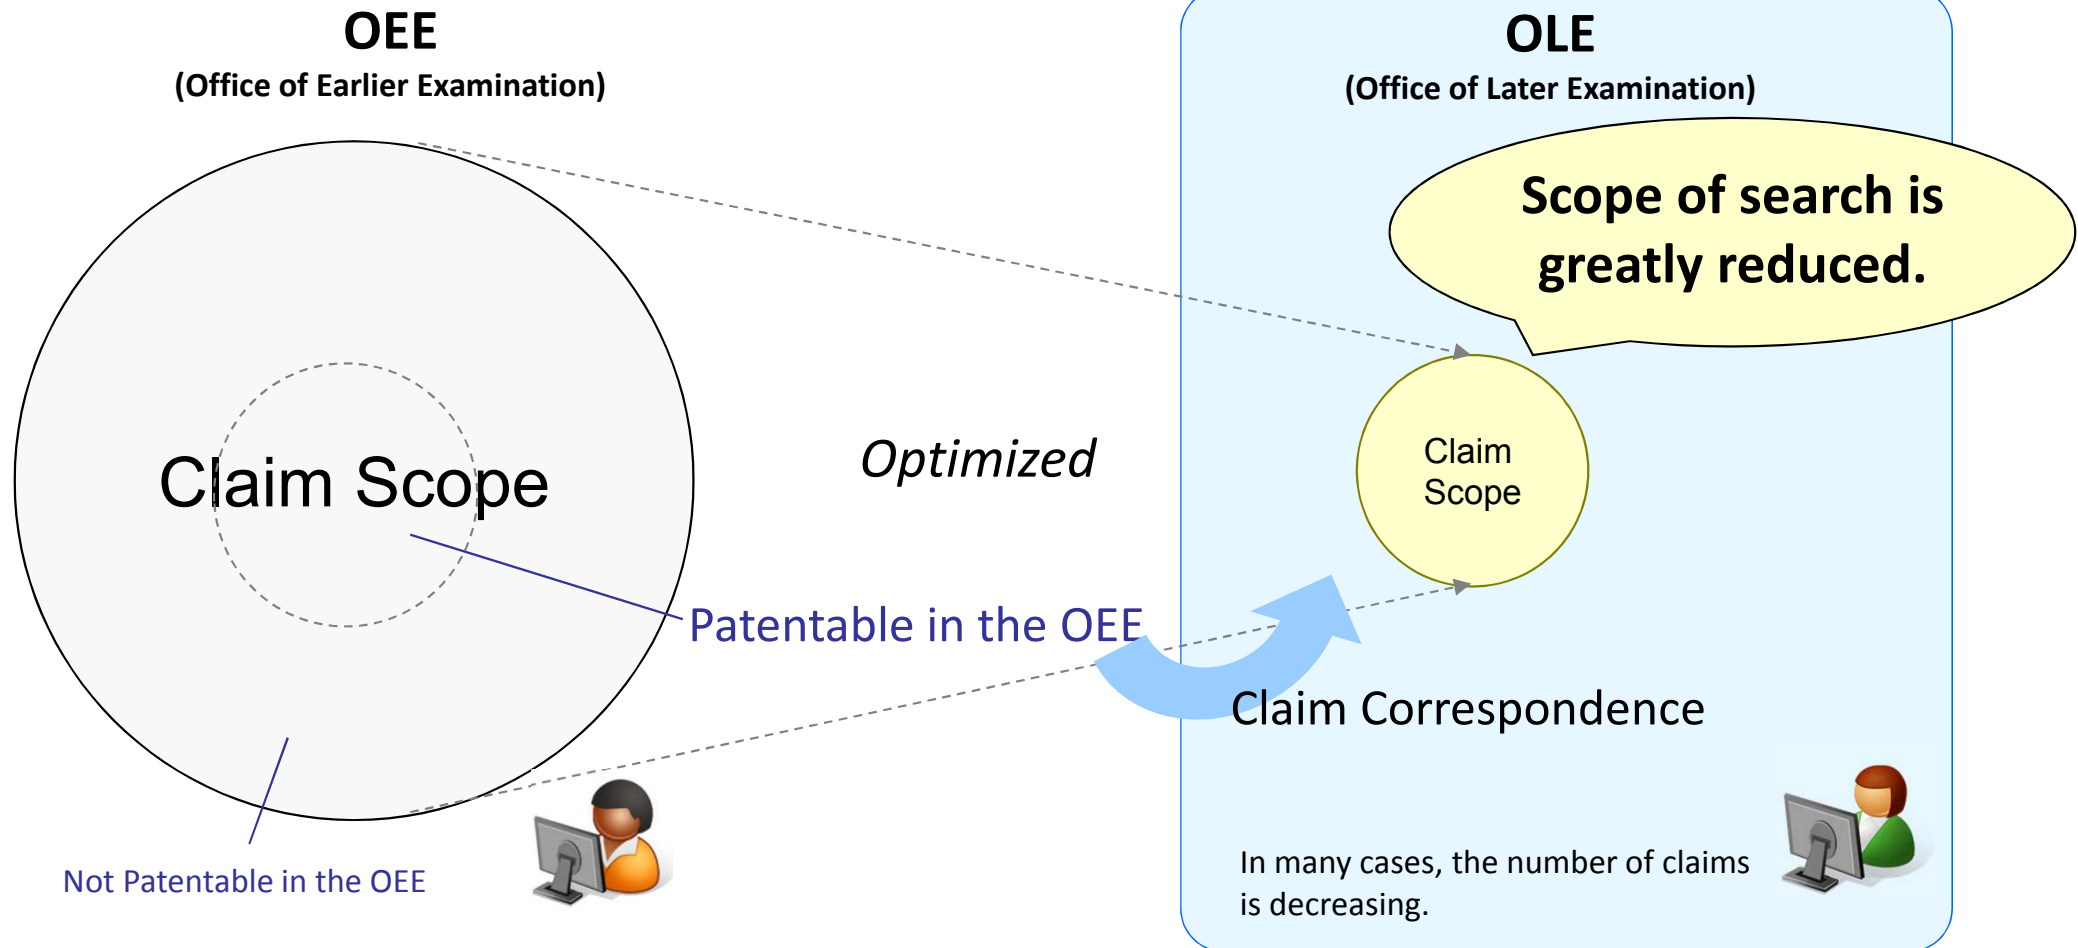 OEE
(Office of Earlier Examination)
OLE
(Office of Later Examination)
Scope of search is
greatly reduced.
Claim Scope
Optimized
Claim
Scope
Patentable in the OEE
Claim Correspondence
Not Patentable in the OEE
In many cases, the number of claims
is decreasing.